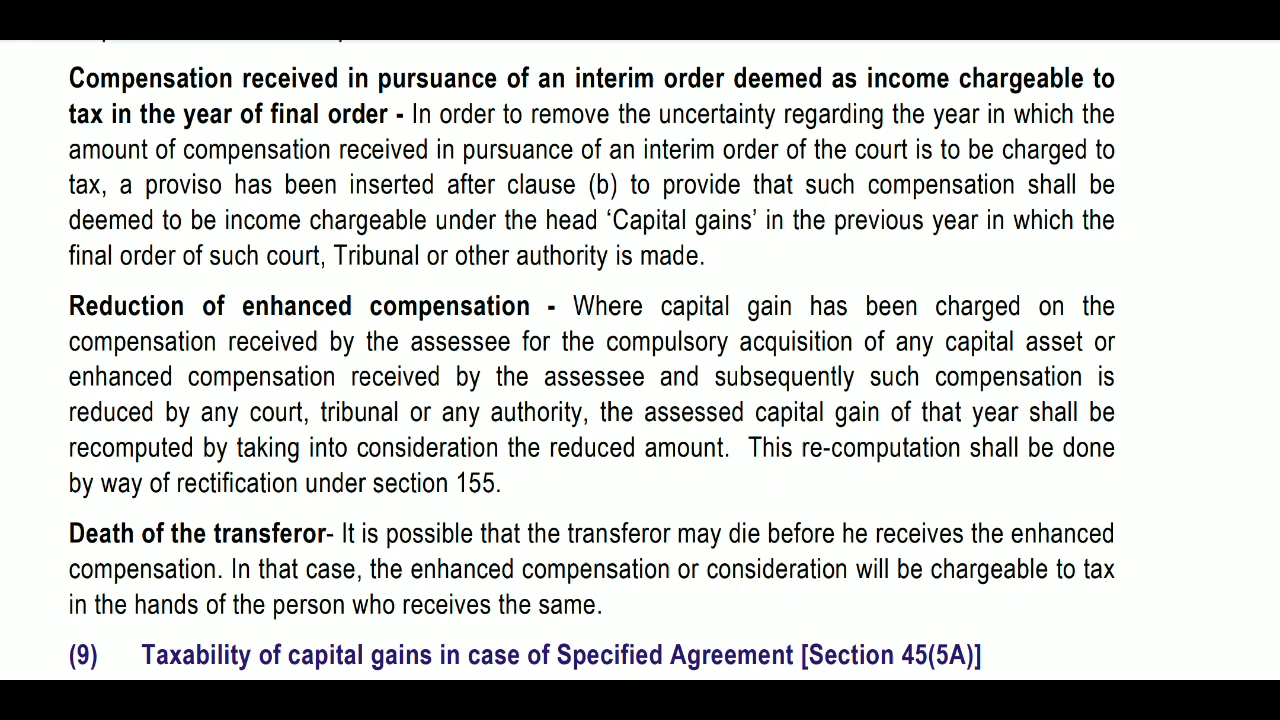 Compensation received in pursuance of an interim order deemed as income chargeable to
tax in the year of final order - In order to remove the uncertainty regarding the year in which the
amount of compensation received in pursuance of an interim order of the court is to be charged to
tax, a proviso has been inserted after clause (b) to provide that such compensation shall be
deemed to be income chargeable under the head ‘Capital gains’ in the previous year in which the
final order of such court, Tribunal or other authority is made.
Reduction of enhanced compensation - Where capital gain has been charged on the
compensation received by the assessee for the compulsory acquisition of any capital asset or
enhanced compensation received by the assessee and subsequently such compensation is
reduced by any court, tribunal or any authority, the assessed capital gain of that year shall be
recomputed by taking into consideration the reduced amount. This re-computation shall be done
by way of rectification under section 155.
Death of the transferor- It is possible that the transferor may die before he receives the enhanced
compensation. In that case, the enhanced compensation or consideration will be chargeable to tax
in the hands of the person who receives the same.
(9) Taxability of capital gains in case of Specified Agreement [Section 45(5A)]